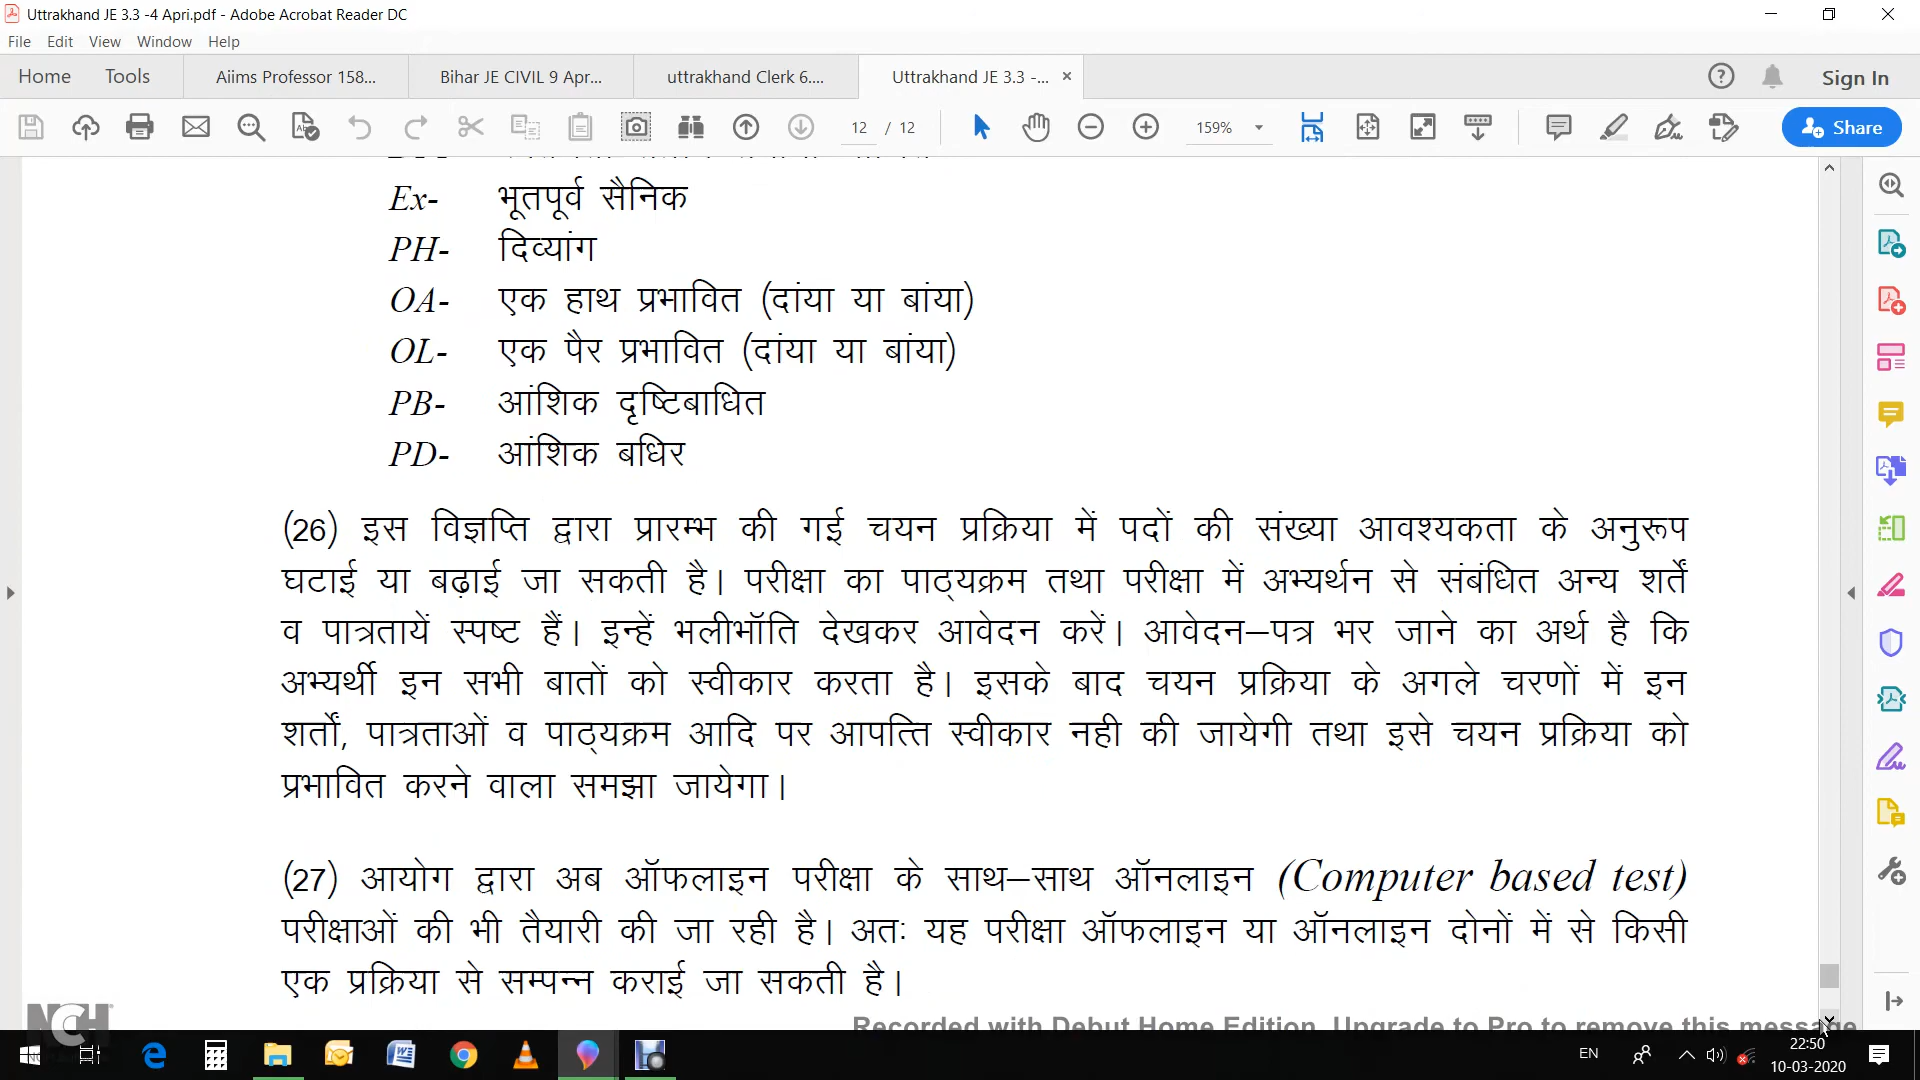 Uttrakhand JE 3.3 -4 Apri.pdf - Adobe Acrobat Reader DC
File Edit View Window Help
Home Tools Aiims Professor 158... Bihar JE CIVIL 9 Apr... uttrakhand Clerk 6.... Uttrakhand JE 3.3 -... Sign In
12 / 12 159% Share
Ex- भूतपूर्व सैनिक
PH- दिव्यांग
OA- एक हाथ प्रभावित (दांया या बांया)
OL- एक पैर प्रभावित (दांया या बांया)
PB- आंशिक दृष्टिबाधित
PD- आंशिक बधिर
(26) इस विज्ञप्ति द्वारा प्रारम्भ की गई चयन प्रक्रिया में पदों की संख्या आवश्यकता के अनुरूप
घटाई या बढ़ाई जा सकती है। परीक्षा का पाठ्यक्रम तथा परीक्षा में अभ्यर्थन से संबंधित अन्य शर्तें
व पात्रतायें स्पष्ट हैं। इन्हें भलीभॉति देखकर आवेदन करें। आवेदन–पत्र भर जाने का अर्थ है कि
अभ्यर्थी इन सभी बातों को स्वीकार करता है। इसके बाद चयन प्रक्रिया के अगले चरणों में इन
शर्तों, पात्रताओं व पाठ्यक्रम आदि पर आपत्ति स्वीकार नही की जायेगी तथा इसे चयन प्रक्रिया को
प्रभावित करने वाला समझा जायेगा।
(27) आयोग द्वारा अब ऑफलाइन परीक्षा के साथ–साथ ऑनलाइन (Computer based test)
परीक्षाओं की भी तैयारी की जा रही है। अतः यह परीक्षा ऑफलाइन या ऑनलाइन दोनों में से किसी
एक प्रक्रिया से सम्पन्न कराई जा सकती है।
NCH
Recorded with Debut Home Edition. Upgrade to Pro to remove this message
EN
22:50
10-03-2020